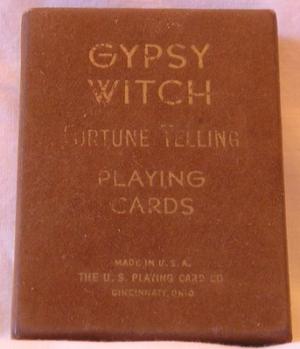 GYPSY
WITCH
FORTUNE TELLING
PLAYING
CARDS
MADE IN U.S.A.
THE U.S. PLAYING CARD CO
CINCINNATI, OHIO